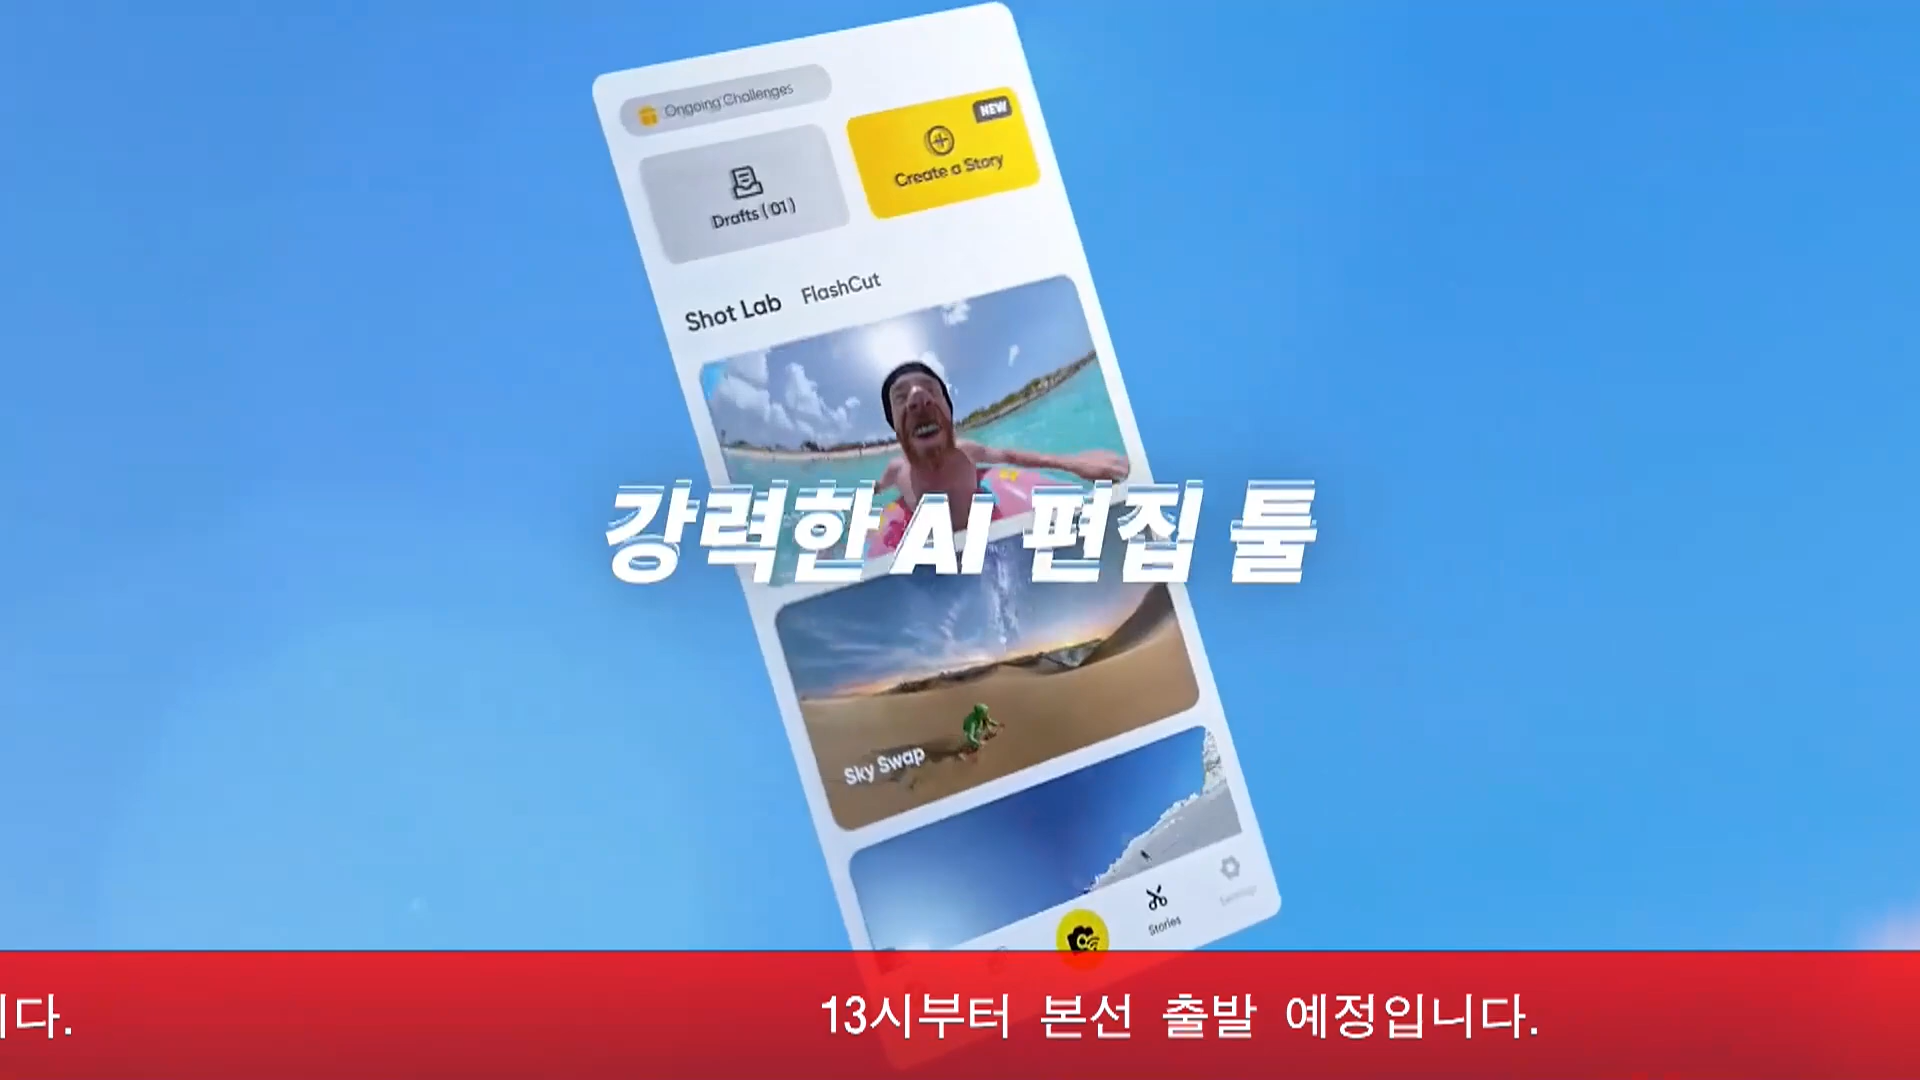 Ongoing Challenges
NEW
Drafts (01)
Create a Story
Shot Lab
FlashCut
강력한 AI 편집 툴
Sky Swap
Stories
니다.
13시부터 본선 출발 예정입니다.